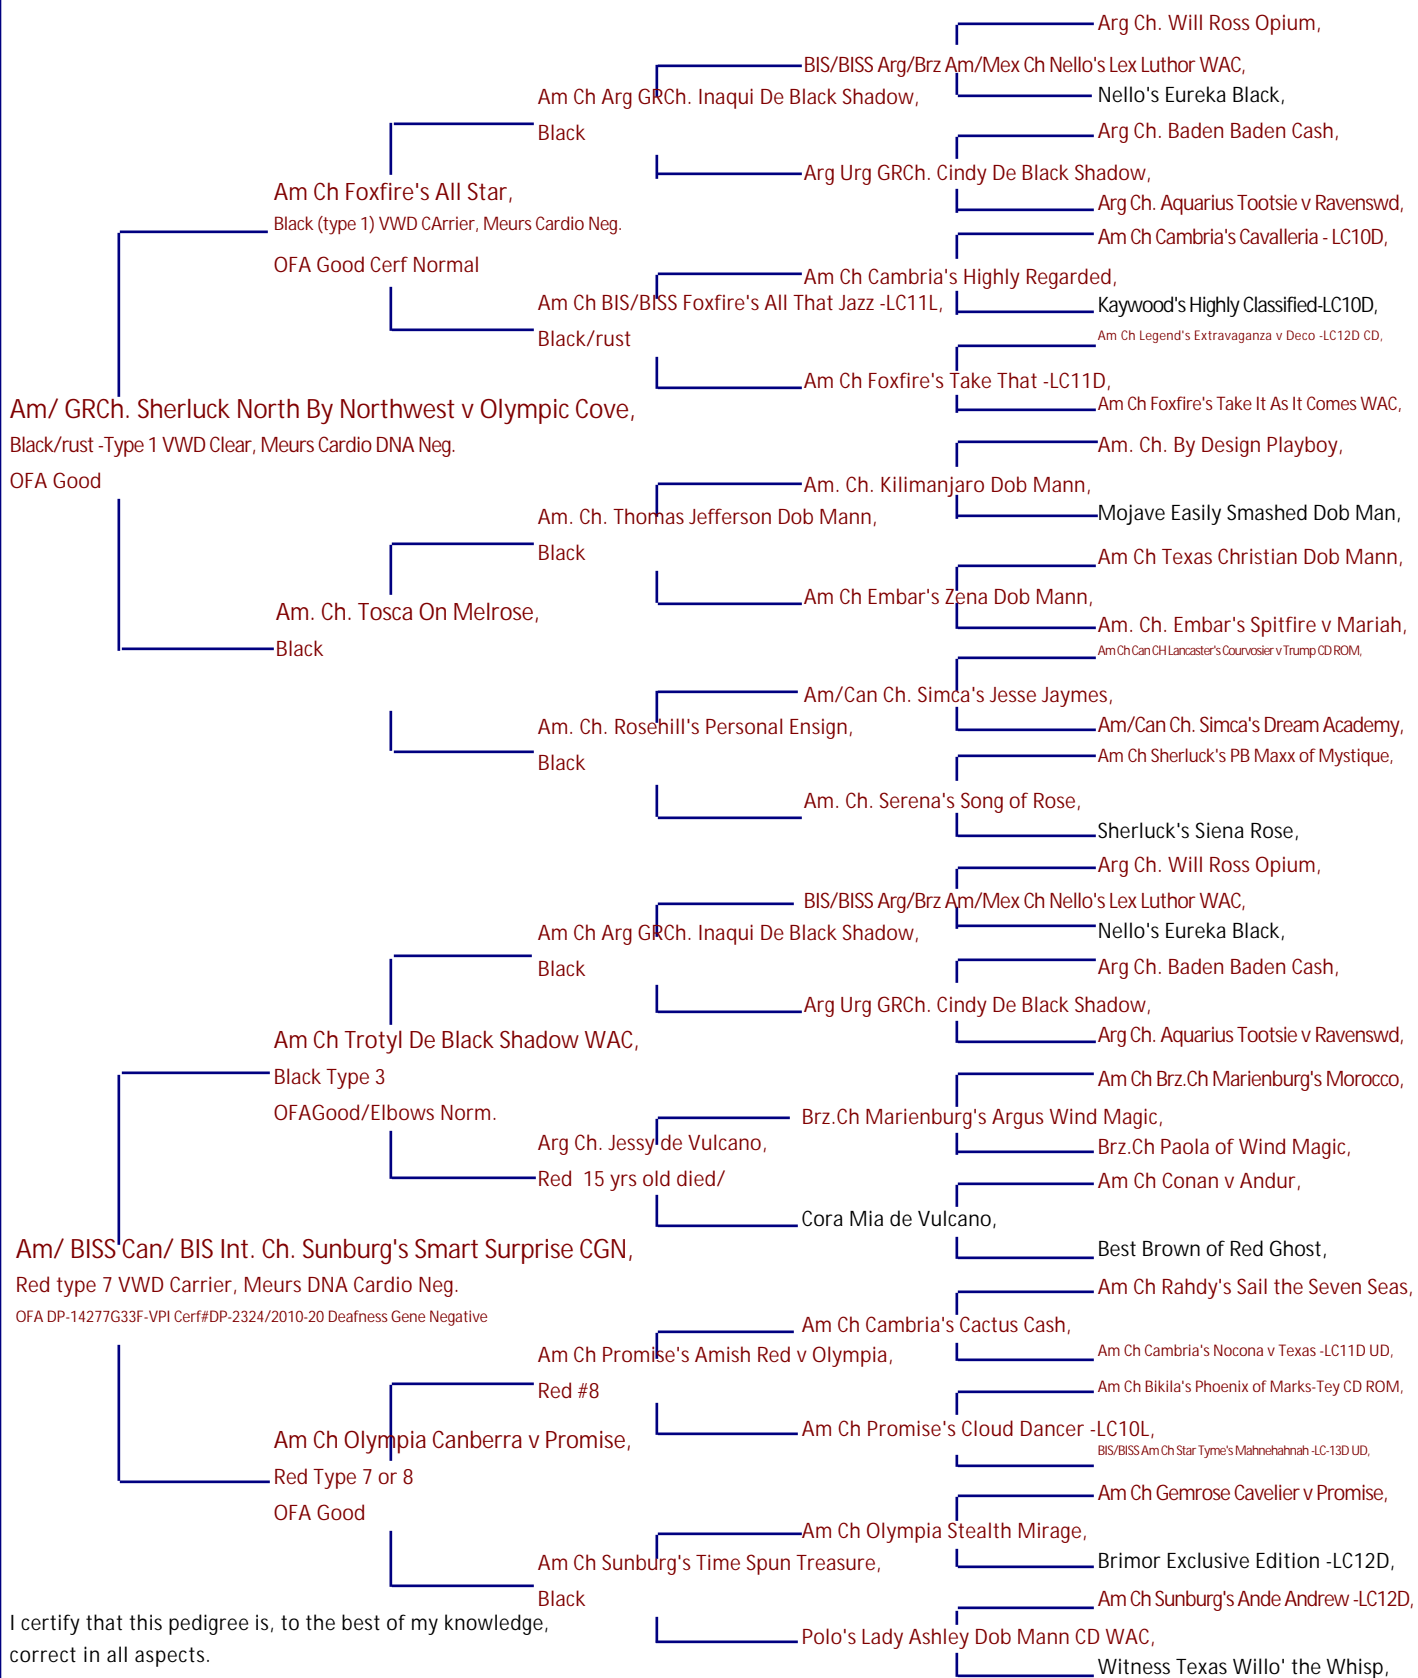 Arg Ch. Will Ross Opium,
BIS/BISS Arg/Brz Am/Mex Ch Nello's Lex Luthor WAC,
Nello's Eureka Black,
Am Ch Arg GRCh. Inaqui De Black Shadow,
Black
Arg Ch. Baden Baden Cash,
Arg Urg GRCh. Cindy De Black Shadow,
Arg Ch. Aquarius Tootsie v Ravenswd,
Am Ch Foxfire's All Star,
Black (type 1) VWD CArrier, Meurs Cardio Neg.
OFA Good Cerf Normal
Am Ch Cambria's Cavalleria - LC10D,
Am Ch Cambria's Highly Regarded,
Kaywood's Highly Classified-LC10D,
Am Ch BIS/BISS Foxfire's All That Jazz -LC11L,
Black/rust
Am Ch Legend's Extravaganza v Deco -LC12D CD,
Am Ch Foxfire's Take That -LC11D,
Am Ch Foxfire's Take It As It Comes WAC,
Am/ GRCh. Sherluck North By Northwest v Olympic Cove,
Black/rust -Type 1 VWD Clear, Meurs Cardio DNA Neg.
OFA Good
Am. Ch. By Design Playboy,
Am. Ch. Kilimanjaro Dob Mann,
Mojave Easily Smashed Dob Man,
Am. Ch. Thomas Jefferson Dob Mann,
Black
Am Ch Texas Christian Dob Mann,
Am Ch Embar's Zena Dob Mann,
Am. Ch. Embar's Spitfire v Mariah,
Am. Ch. Tosca On Melrose,
Black
Am Ch Can CH Lancaster's Courvosier v Trump CD ROM,
Am/Can Ch. Simca's Jesse Jaymes,
Am/Can Ch. Simca's Dream Academy,
Am. Ch. Rosehill's Personal Ensign,
Black
Am Ch Sherluck's PB Maxx of Mystique,
Am. Ch. Serena's Song of Rose,
Sherluck's Siena Rose,
Arg Ch. Will Ross Opium,
BIS/BISS Arg/Brz Am/Mex Ch Nello's Lex Luthor WAC,
Nello's Eureka Black,
Am Ch Arg GRCh. Inaqui De Black Shadow,
Black
Arg Ch. Baden Baden Cash,
Arg Urg GRCh. Cindy De Black Shadow,
Arg Ch. Aquarius Tootsie v Ravenswd,
Am Ch Trotyl De Black Shadow WAC,
Black Type 3
OFAGood/Elbows Norm.
Am Ch Brz.Ch Marienburg's Morocco,
Brz.Ch Marienburg's Argus Wind Magic,
Brz.Ch Paola of Wind Magic,
Arg Ch. Jessy de Vulcano,
Red 15 yrs old died/
Am Ch Conan v Andur,
Cora Mia de Vulcano,
Best Brown of Red Ghost,
Am/ BISS Can/ BIS Int. Ch. Sunburg's Smart Surprise CGN,
Red type 7 VWD Carrier, Meurs DNA Cardio Neg.
OFA DP-14277G33F-VPI Cerf#DP-2324/2010-20 Deafness Gene Negative
Am Ch Rahdy's Sail the Seven Seas,
Am Ch Cambria's Cactus Cash,
Am Ch Cambria's Nocona v Texas -LC11D UD,
Am Ch Promise's Amish Red v Olympia,
Red #8
Am Ch Bikila's Phoenix of Marks-Tey CD ROM,
Am Ch Promise's Cloud Dancer -LC10L,
BIS/BISS Am Ch Star Tyme's Mahnehahnah -LC-13D UD,
Am Ch Olympia Canberra v Promise,
Red Type 7 or 8
OFA Good
Am Ch Gemrose Cavelier v Promise,
Am Ch Olympia Stealth Mirage,
Brimor Exclusive Edition -LC12D,
Am Ch Sunburg's Time Spun Treasure,
Black
Am Ch Sunburg's Ande Andrew -LC12D,
Polo's Lady Ashley Dob Mann CD WAC,
Witness Texas Willo' the Whisp,
I certify that this pedigree is, to the best of my knowledge,
correct in all aspects.